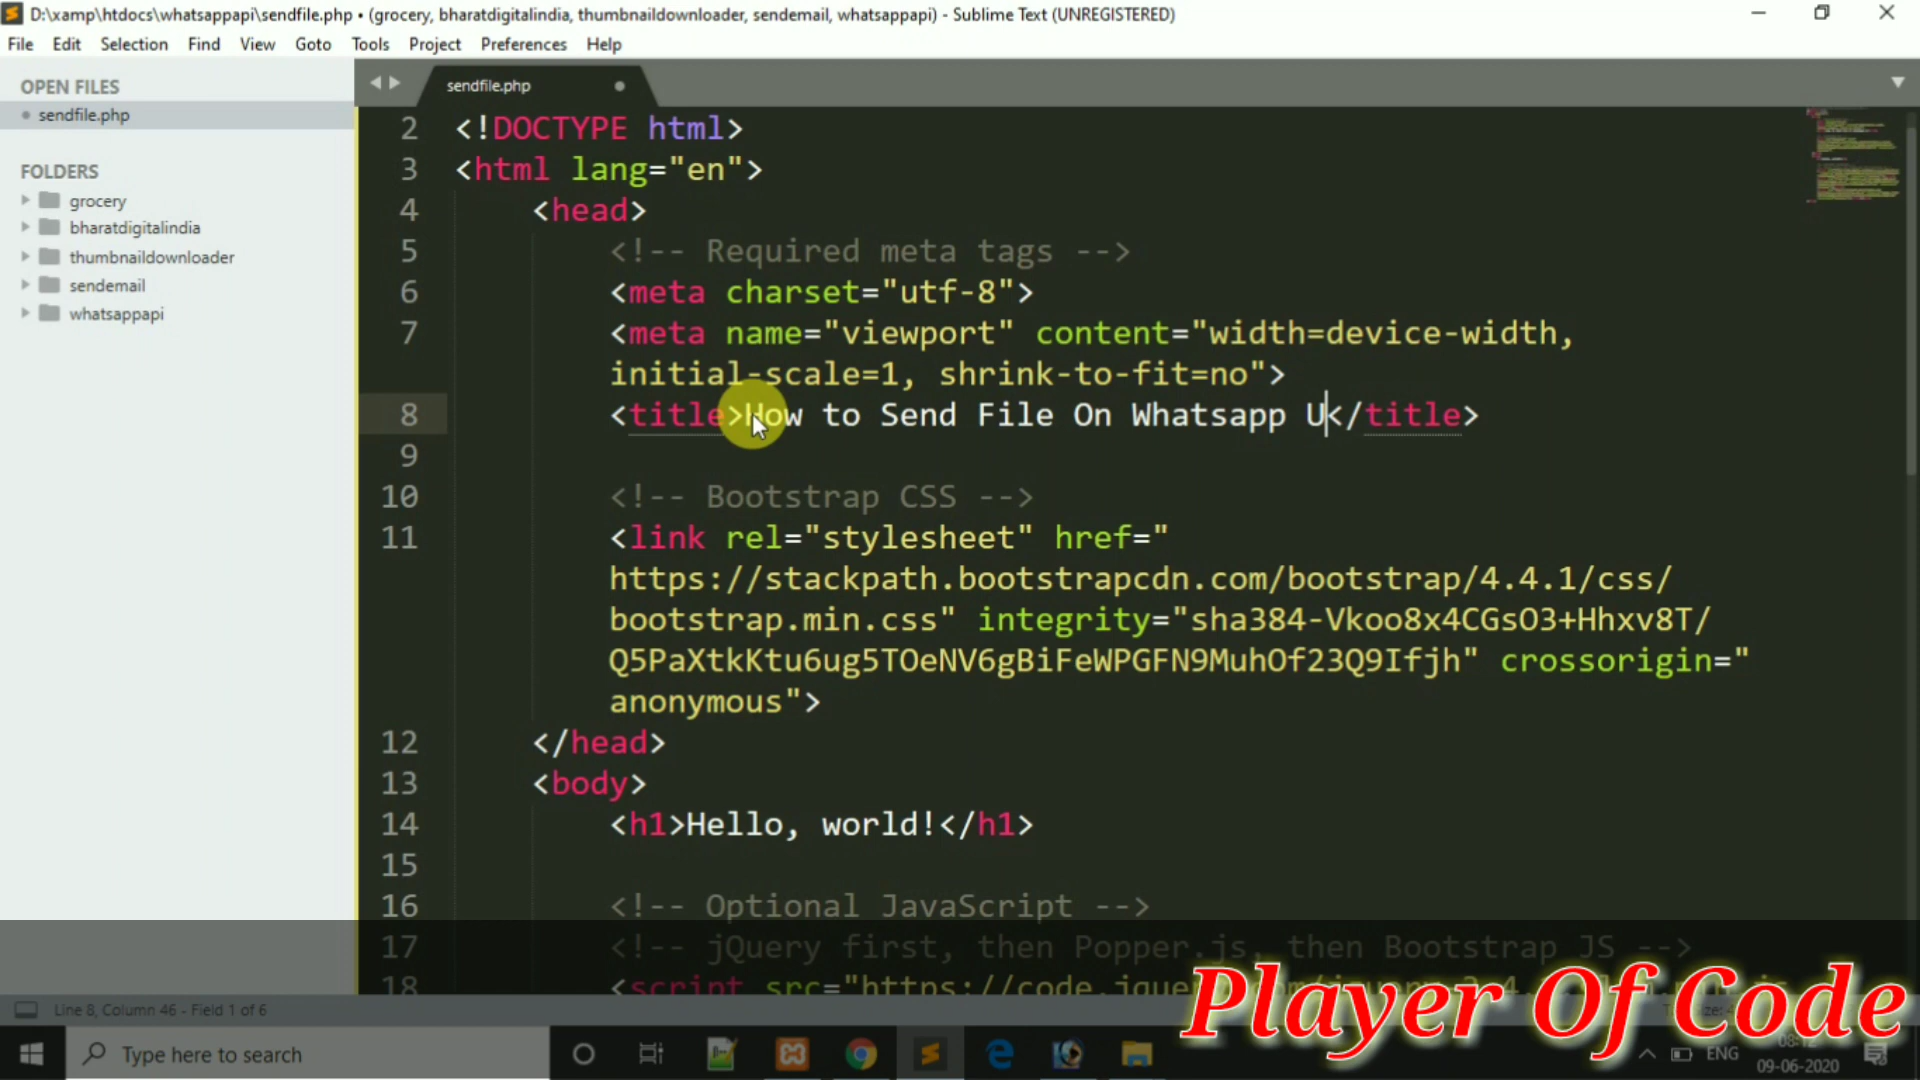 D:\xamp\htdocs\whatsappapi\sendfile.php • (grocery, bharatdigitalindia, thumbnaildownloader, sendemail, whatsappapi) - Sublime Text (UNREGISTERED)
File Edit Selection Find View Goto Tools Project Preferences Help
OPEN FILES
sendfile.php
FOLDERS
grocery
bharatdigitalindia
thumbnaildownloader
sendemail
whatsappapi
sendfile.php
2 <!DOCTYPE html>
3 <html lang="en">
4 <head>
5 <!-- Required meta tags -->
6 <meta charset="utf-8">
7 <meta name="viewport" content="width=device-width,
initial-scale=1, shrink-to-fit=no">
8 <title>How to Send File On Whatsapp U</title>
9
10 <!-- Bootstrap CSS -->
11 <link rel="stylesheet" href="
https://stackpath.bootstrapcdn.com/bootstrap/4.4.1/css/
bootstrap.min.css" integrity="sha384-Vkoo8x4CGsO3+Hhxv8T/
Q5PaXtkKtu6ug5TOeNV6gBiFeWPGFN9MuhOf23Q9Ifjh" crossorigin="
anonymous">
12 </head>
13 <body>
14 <h1>Hello, world!</h1>
15
16 <!-- Optional JavaScript -->
17 <!-- jQuery first, then Popper.js, then Bootstrap JS -->
18 <script src="https://code.
Player Of Code
Line 8, Column 46 - Field 1 of 6
Type here to search
ENG
08:12
09-06-2020